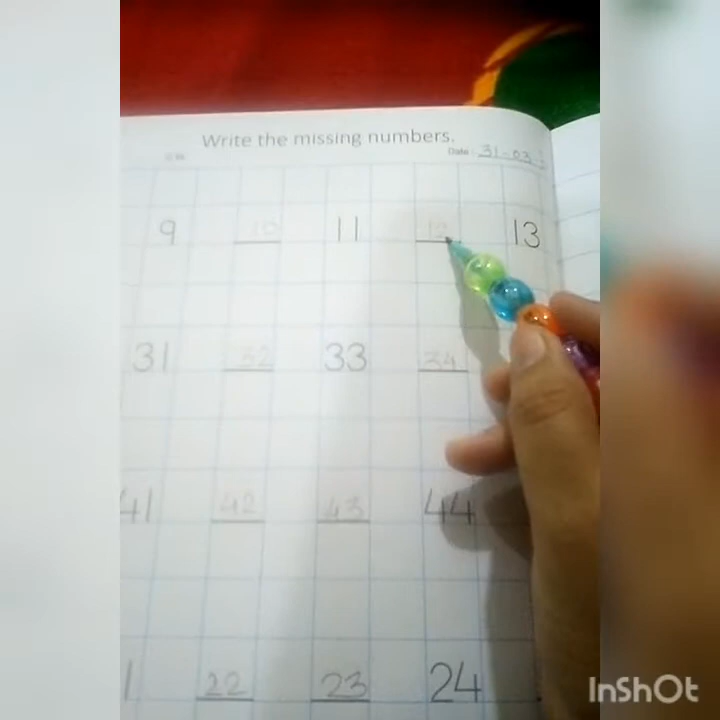 Write the missing numbers.
Date: 31-03-
9 10 11 12 13
31 32 33 34
41 42 43 44
1 22 23 24
InShOt